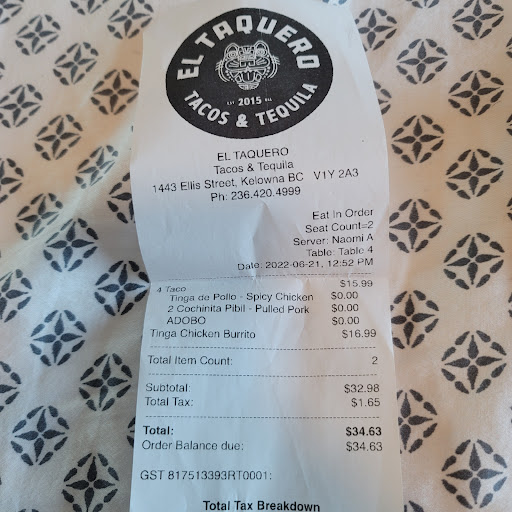 EL TAQUERO
EST 2015
TACOS & TEQUILA
EL TAQUERO
Tacos & Tequila
1443 Ellis Street, Kelowna BC V1Y 2A3
Ph: 236.420.4999
Eat In Order
Seat Count=2
Server: Naomi A
Table: Table 4
Date: 2022-06-21, 12:52 PM
4 Taco $15.99
Tinga de Pollo - Spicy Chicken $0.00
2 Cochinita Pibil - Pulled Pork $0.00
ADOBO $0.00
Tinga Chicken Burrito $16.99
Total Item Count: 2
Subtotal: $32.98
Total Tax: $1.65
Total: $34.63
Order Balance due: $34.63
GST 817513393RT0001:
Total Tax Breakdown